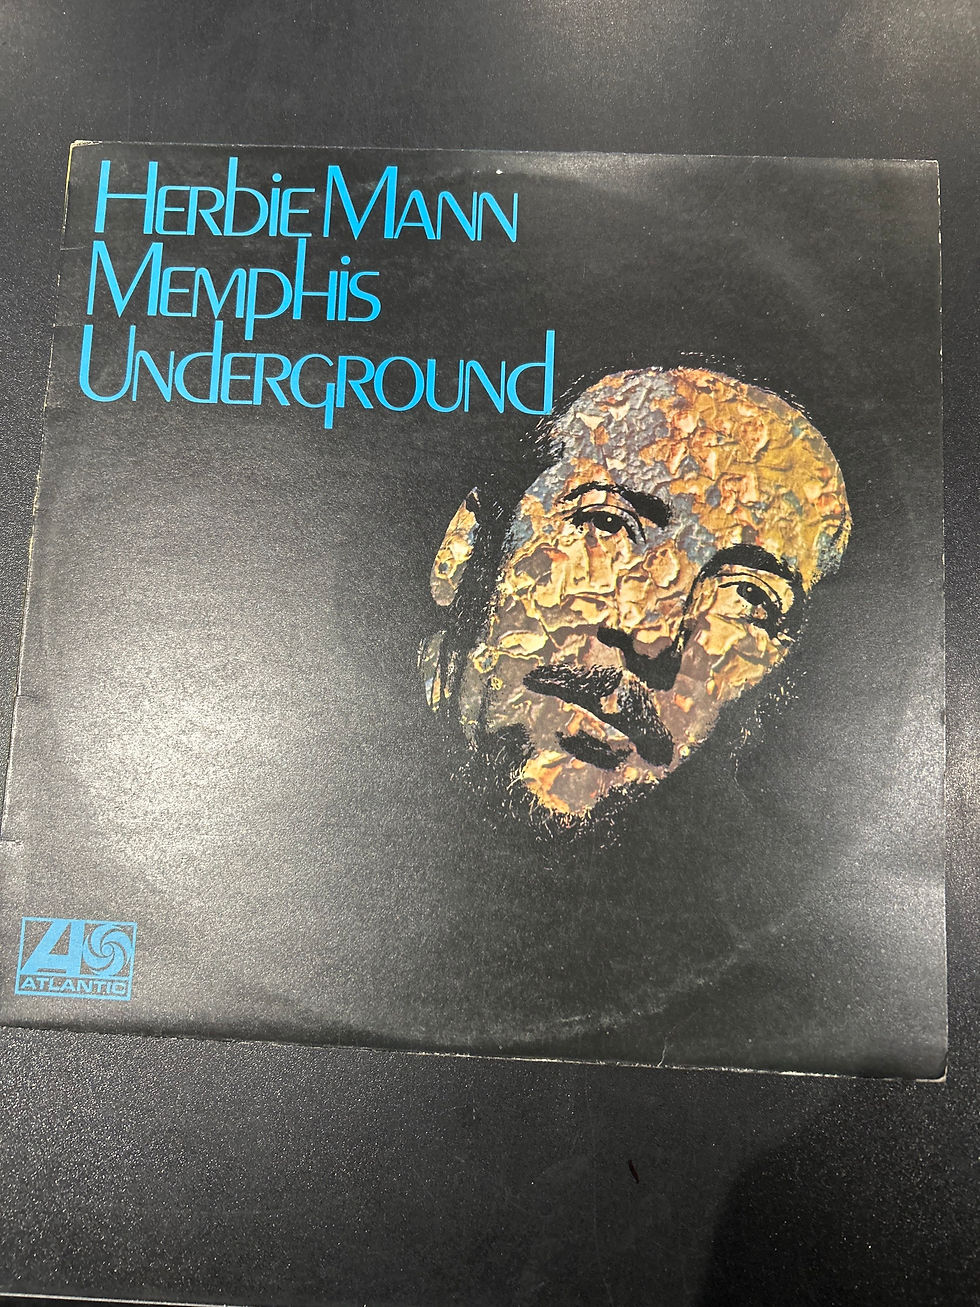 Herbie Mann
Memphis
Underground
ATLANTIC